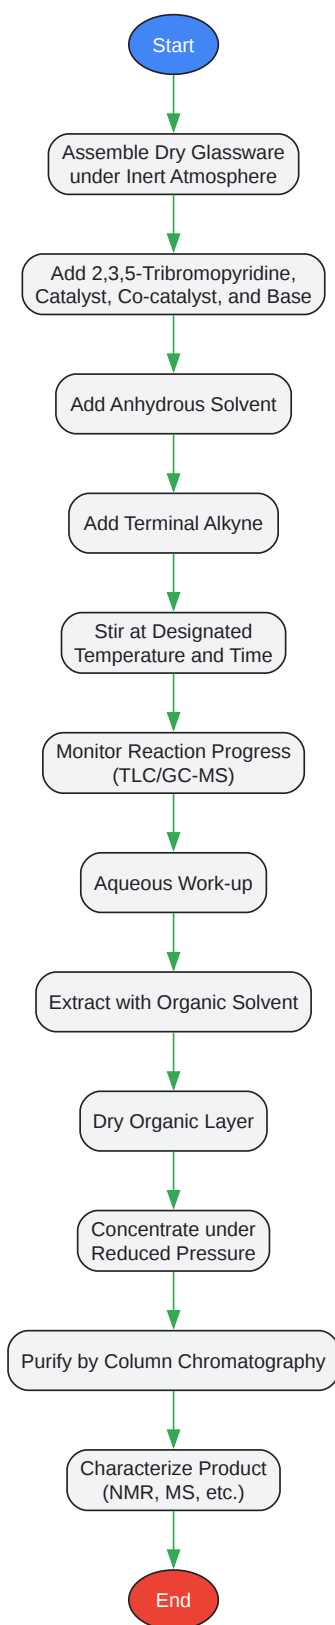 Start
Assemble Dry Glassware
under Inert Atmosphere
Add 2,3,5-Tribromopyridine,
Catalyst, Co-catalyst, and Base
Add Anhydrous Solvent
Add Terminal Alkyne
Stir at Designated
Temperature and Time
Monitor Reaction Progress
(TLC/GC-MS)
Aqueous Work-up
Extract with Organic Solvent
Dry Organic Layer
Concentrate under
Reduced Pressure
Purify by Column Chromatography
Characterize Product
(NMR, MS, etc.)
End